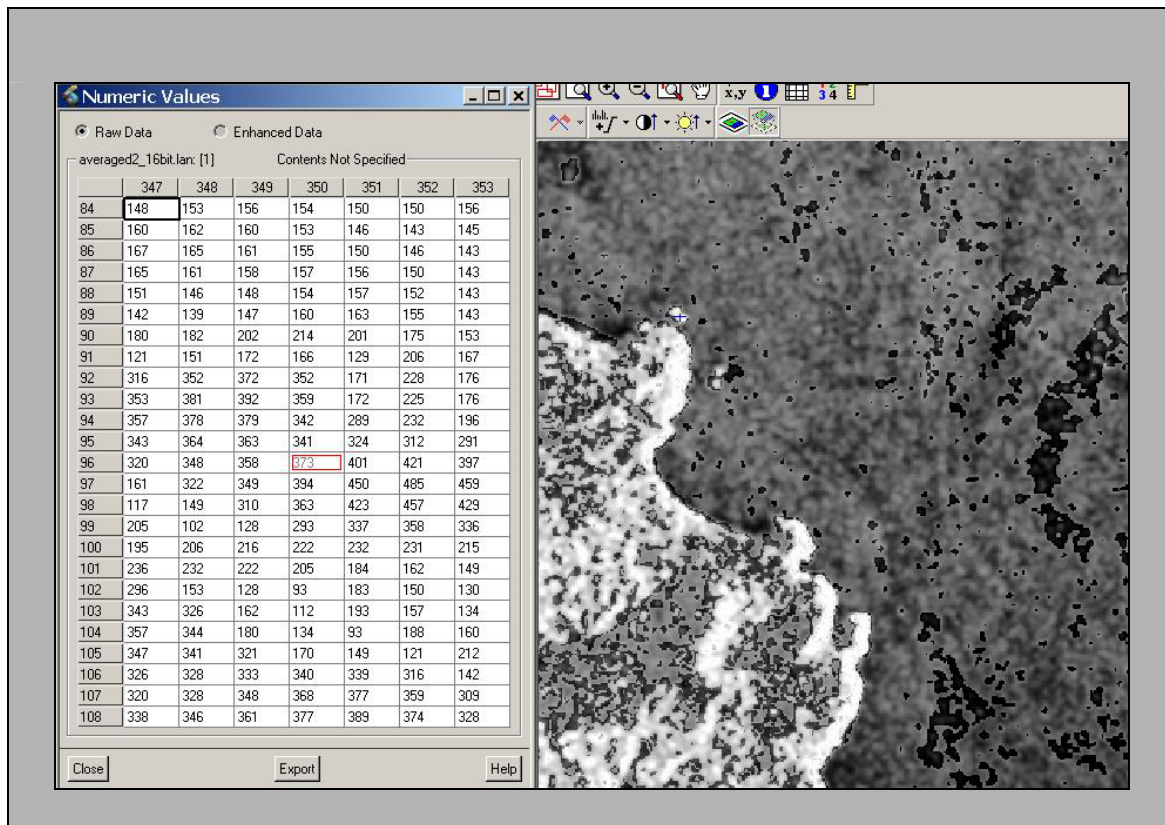 Numeric Values
Raw Data Enhanced Data
averaged2_16bit.lan: [1] Contents Not Specified
347 348 349 350 351 352 353
84 148 153 156 154 150 150 156
85 160 162 160 153 146 143 145
86 167 165 161 155 150 146 143
87 165 161 158 157 156 150 143
88 151 146 148 154 157 152 143
89 142 139 147 160 163 155 143
90 180 182 202 214 201 175 153
91 121 151 172 166 129 206 167
92 316 352 372 352 171 228 176
93 353 381 392 359 172 225 176
94 357 378 379 342 289 232 196
95 343 364 363 341 324 312 291
96 320 348 358 373 401 421 397
97 161 322 349 394 450 485 459
98 117 149 310 363 423 457 429
99 205 102 128 293 337 358 336
100 195 206 216 222 232 231 215
101 236 232 222 205 184 162 149
102 296 153 128 93 183 150 130
103 343 326 162 112 193 157 134
104 357 344 180 134 93 188 160
105 347 341 321 170 149 121 212
106 326 328 333 340 339 316 142
107 320 328 348 368 377 359 309
108 338 346 361 377 389 374 328
Close Export Help
x,y 1 2 3 4